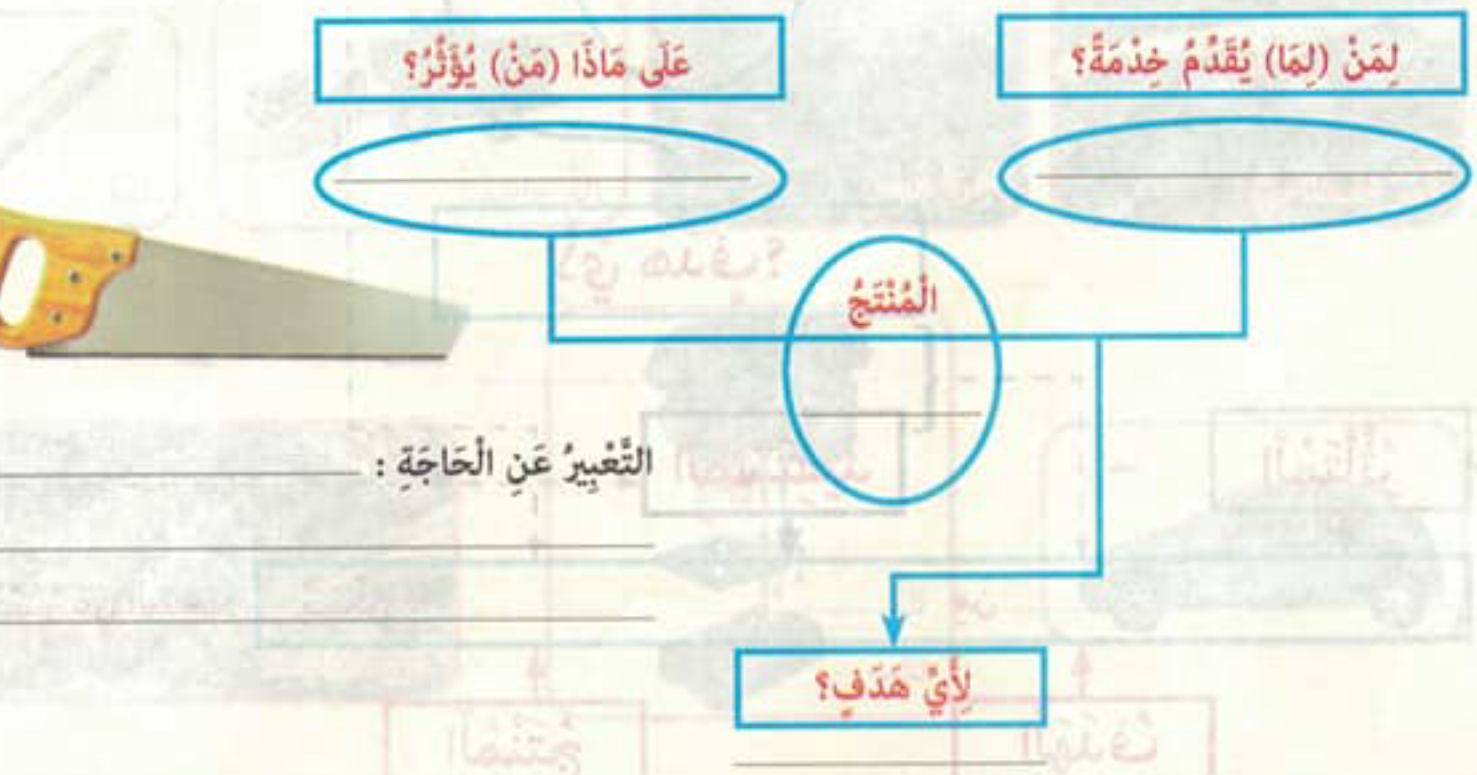 لِمَنْ (لِمَا) يُقَدِّمُ خِدْمَةً؟
عَلَى مَاذَا (مَنْ) يُؤَثِّرُ؟
الْمُنْتَجُ
التَّعْبِيرُ عَنِ الْحَاجَةِ :
لِأَيِّ هَدَفٍ؟